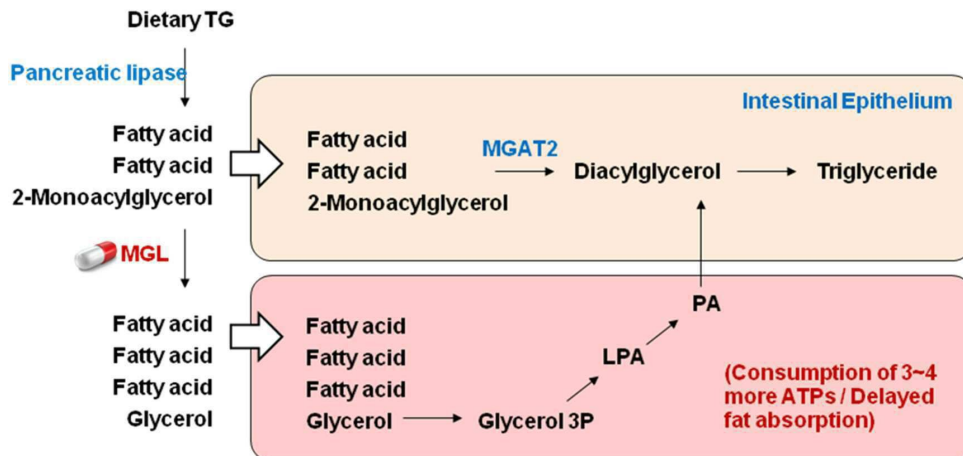 Dietary TG
Pancreatic lipase
Intestinal Epithelium
Fatty acid
Fatty acid
2-Monoacylglycerol
Fatty acid
Fatty acid
2-Monoacylglycerol
MGAT2
Diacylglycerol
Triglyceride
MGL
Fatty acid
Fatty acid
Fatty acid
Glycerol
Fatty acid
Fatty acid
Fatty acid
Glycerol
Glycerol 3P
LPA
PA
(Consumption of 3~4
more ATPs / Delayed
fat absorption)